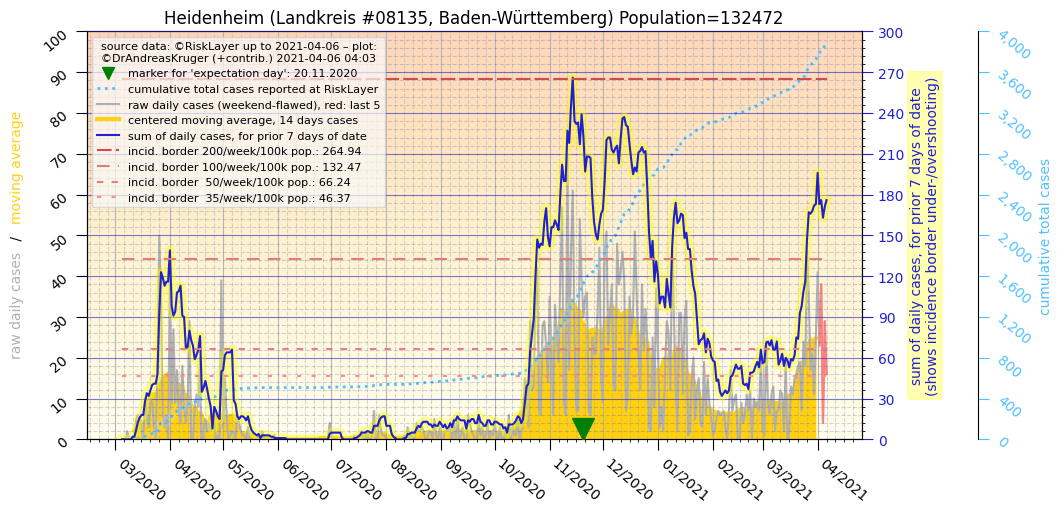 Heidenheim (Landkreis #08135, Baden-Württemberg) Population=132472
source data: ©RiskLayer up to 2021-04-06 – plot:
©DrAndreasKruger (+contrib.) 2021-04-06 04:03
marker for 'expectation day': 20.11.2020
cumulative total cases reported at RiskLayer
raw daily cases (weekend-flawed), red: last 5
centered moving average, 14 days cases
sum of daily cases, for prior 7 days of date
incid. border 200/week/100k pop.: 264.94
incid. border 100/week/100k pop.: 132.47
incid. border  50/week/100k pop.: 66.24
incid. border  35/week/100k pop.: 46.37
raw daily cases / moving average
100
90
80
70
60
50
40
30
20
10
0
03/2020
04/2020
05/2020
06/2020
07/2020
08/2020
09/2020
10/2020
11/2020
12/2020
01/2021
02/2021
03/2021
04/2021
300
270
240
210
180
150
120
90
60
30
0
sum of daily cases, for prior 7 days of date
(shows incidence border under-/overshooting)
4,000
3,600
3,200
2,800
2,400
2,000
1,600
1,200
800
400
0
cumulative total cases